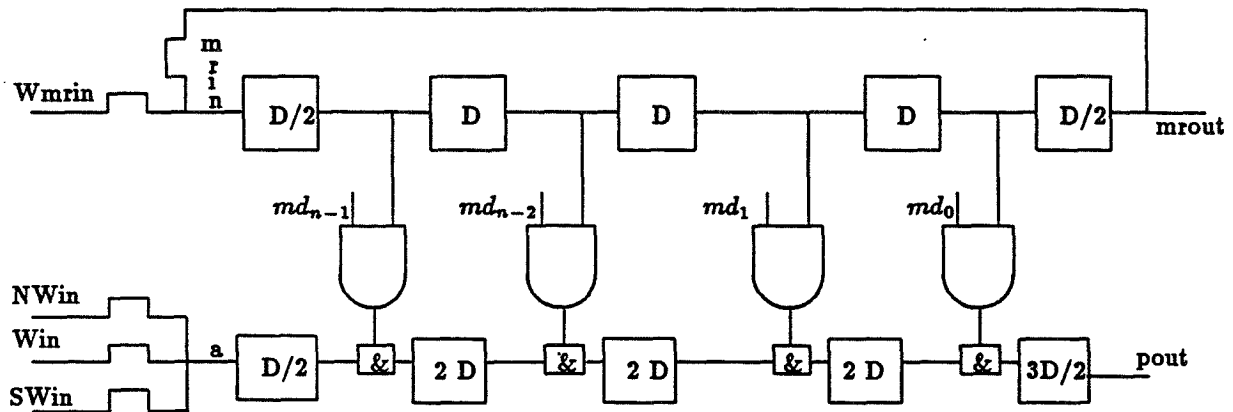 mrin
Wmrin
D/2 D D D D/2
mrout
md_{n-1} md_{n-2} md_1 md_0
NWin
Win
a
D/2 & 2 D & 2 D & 2 D & 3D/2
pout
SWin